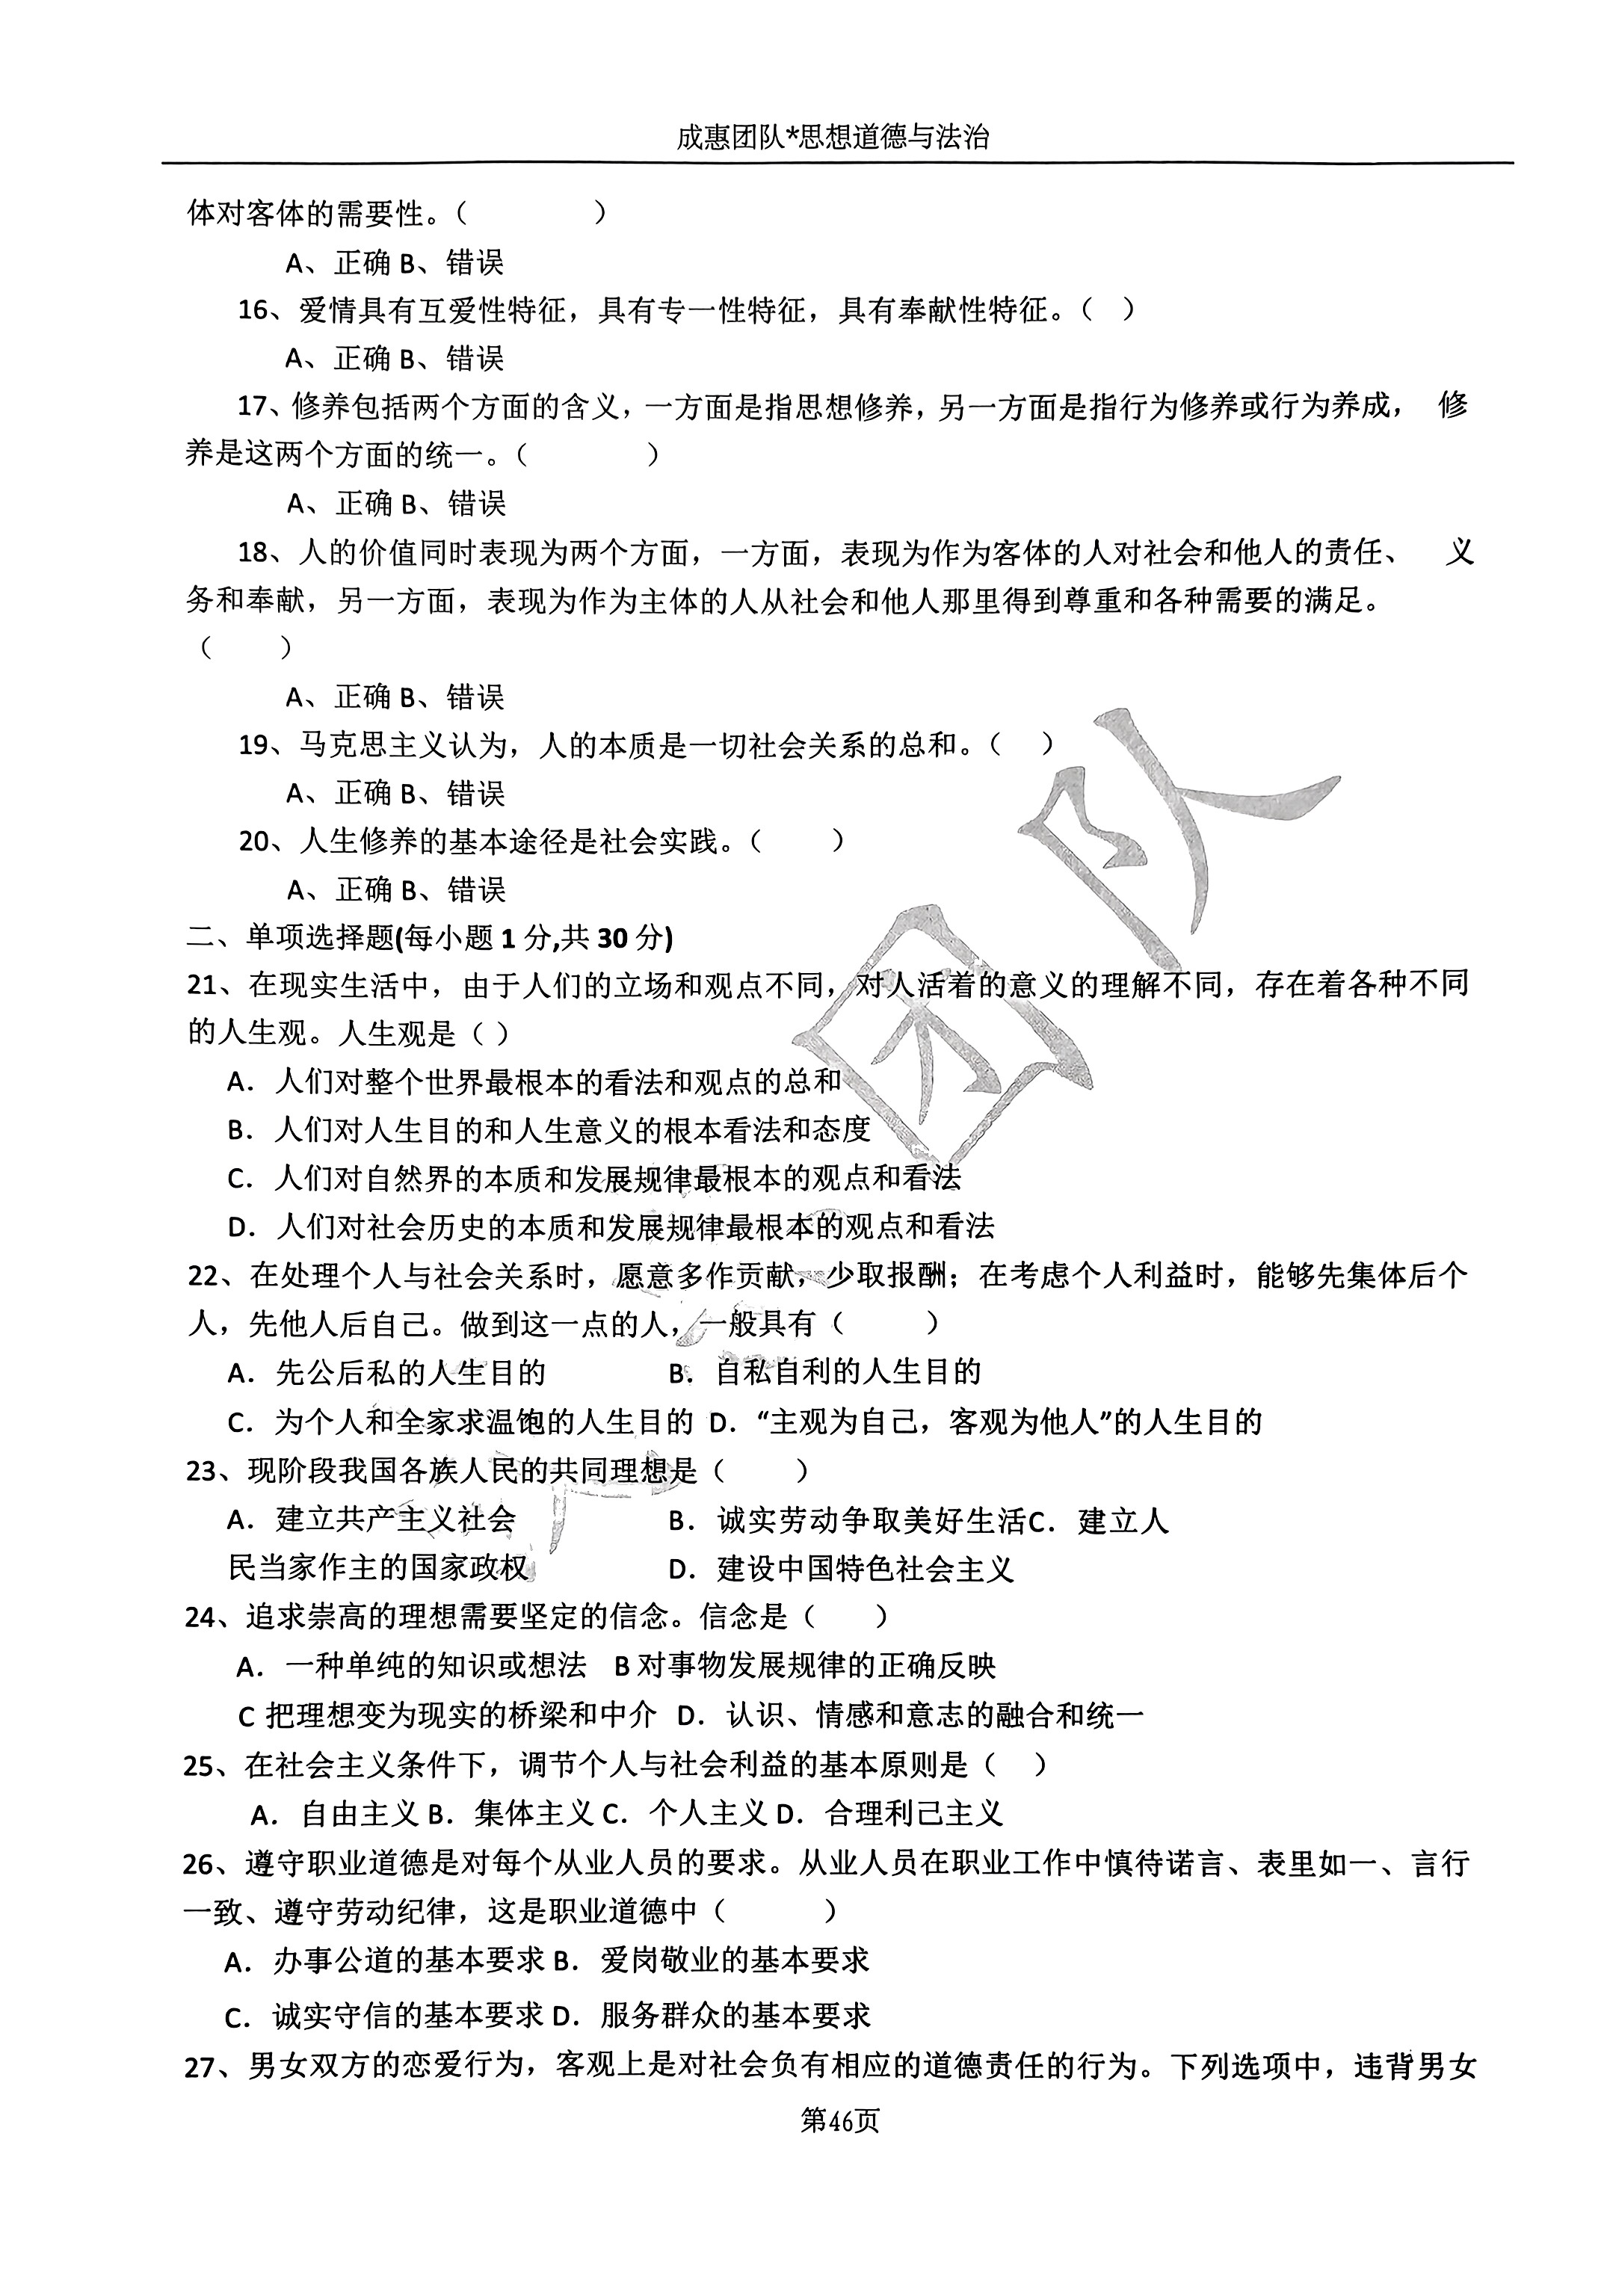 成惠团队*思想道德与法治
体对客体的需要性。（ ）
A、正确 B、错误
16、爱情具有互爱性特征，具有专一性特征，具有奉献性特征。（ ）
A、正确 B、错误
17、修养包括两个方面的含义，一方面是指思想修养，另一方面是指行为修养或行为养成， 修
养是这两个方面的统一。（ ）
A、正确 B、错误
18、人的价值同时表现为两个方面，一方面，表现为作为客体的人对社会和他人的责任、 义
务和奉献，另一方面，表现为作为主体的人从社会和他人那里得到尊重和各种需要的满足。
（ ）
A、正确 B、错误
19、马克思主义认为，人的本质是一切社会关系的总和。（ ）
A、正确 B、错误
20、人生修养的基本途径是社会实践。（ ）
A、正确 B、错误
二、单项选择题(每小题 1 分,共 30 分)
21、在现实生活中，由于人们的立场和观点不同，对人活着的意义的理解不同，存在着各种不同
的人生观。人生观是（ ）
A．人们对整个世界最根本的看法和观点的总和
B．人们对人生目的和人生意义的根本看法和态度
C．人们对自然界的本质和发展规律最根本的观点和看法
D．人们对社会历史的本质和发展规律最根本的观点和看法
22、在处理个人与社会关系时，愿意多作贡献，少取报酬；在考虑个人利益时，能够先集体后个
人，先他人后自己。做到这一点的人，一般具有（ ）
A．先公后私的人生目的 B．自私自利的人生目的
C．为个人和全家求温饱的人生目的 D．“主观为自己，客观为他人”的人生目的
23、现阶段我国各族人民的共同理想是（ ）
A．建立共产主义社会 B．诚实劳动争取美好生活C．建立人
民当家作主的国家政权 D．建设中国特色社会主义
24、追求崇高的理想需要坚定的信念。信念是（ ）
A．一种单纯的知识或想法 B 对事物发展规律的正确反映
C 把理想变为现实的桥梁和中介 D．认识、情感和意志的融合和统一
25、在社会主义条件下，调节个人与社会利益的基本原则是（ ）
A．自由主义 B．集体主义 C．个人主义 D．合理利己主义
26、遵守职业道德是对每个从业人员的要求。从业人员在职业工作中慎待诺言、表里如一、言行
一致、遵守劳动纪律，这是职业道德中（ ）
A．办事公道的基本要求 B．爱岗敬业的基本要求
C．诚实守信的基本要求 D．服务群众的基本要求
27、男女双方的恋爱行为，客观上是对社会负有相应的道德责任的行为。下列选项中，违背男女
第46页
团队